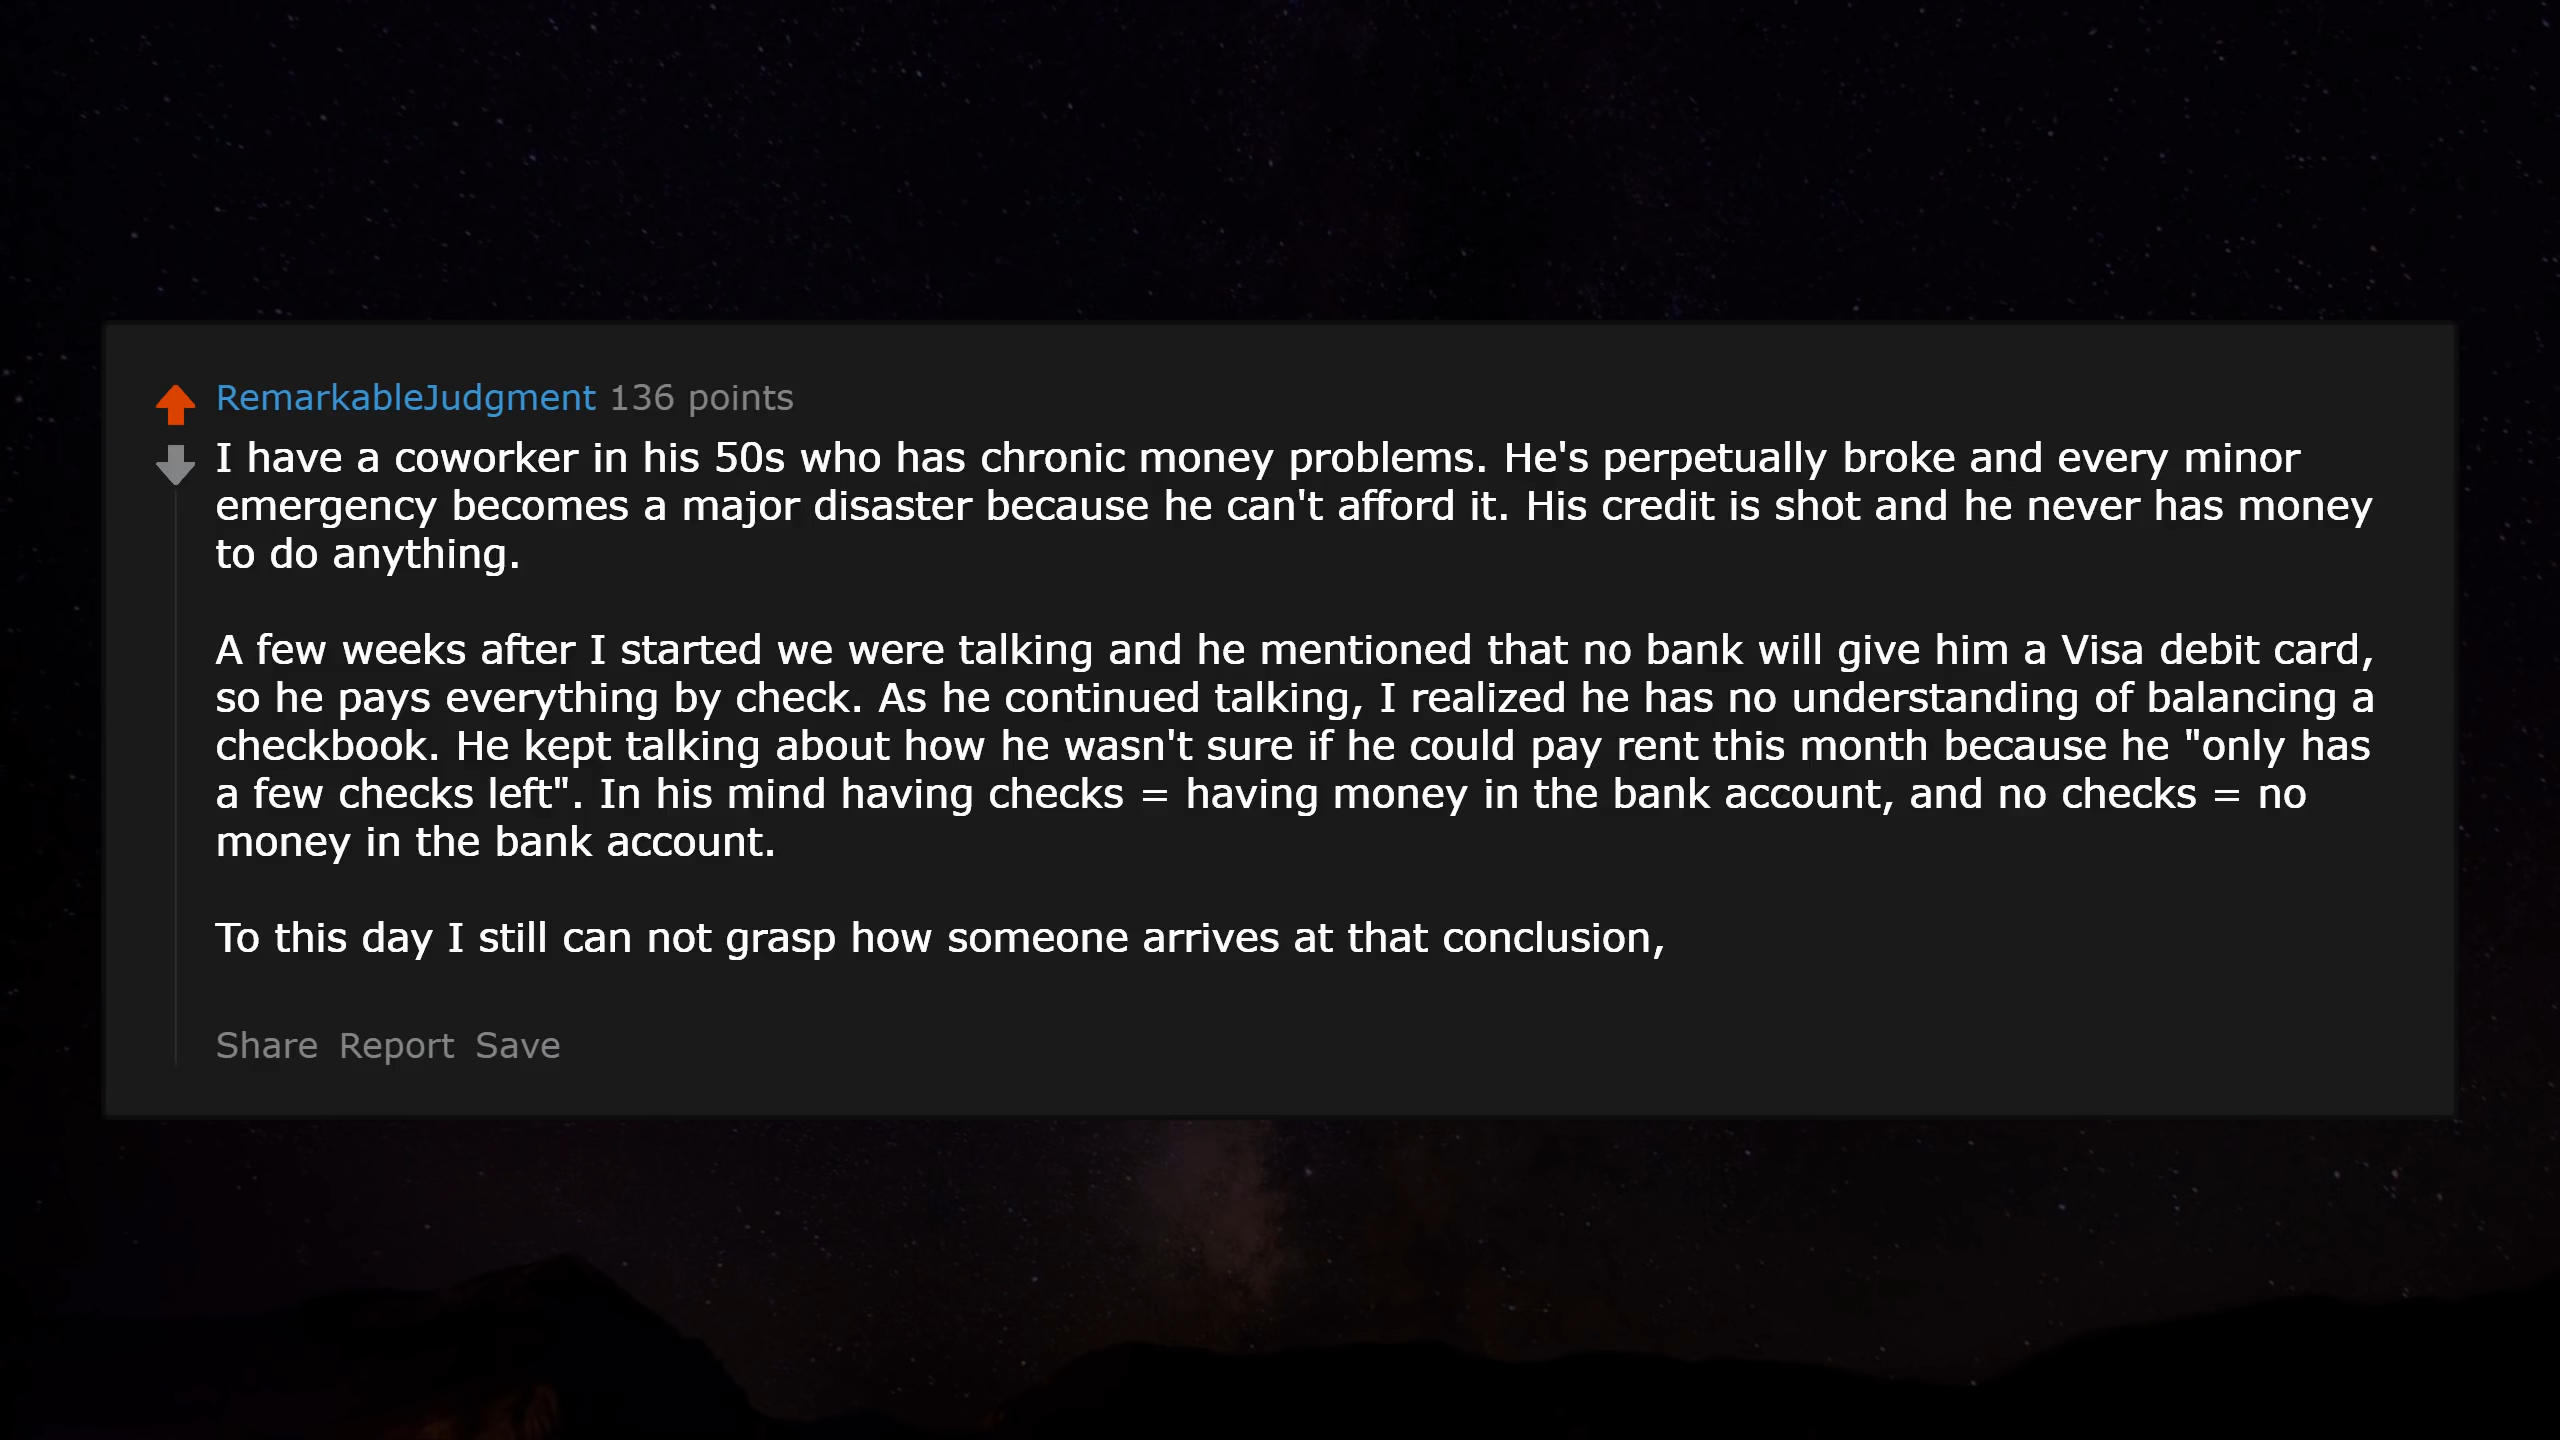 RemarkableJudgment 136 points
I have a coworker in his 50s who has chronic money problems. He's perpetually broke and every minor
emergency becomes a major disaster because he can't afford it. His credit is shot and he never has money
to do anything.
A few weeks after I started we were talking and he mentioned that no bank will give him a Visa debit card,
so he pays everything by check. As he continued talking, I realized he has no understanding of balancing a
checkbook. He kept talking about how he wasn't sure if he could pay rent this month because he "only has
a few checks left". In his mind having checks = having money in the bank account, and no checks = no
money in the bank account.
To this day I still can not grasp how someone arrives at that conclusion,
Share Report Save